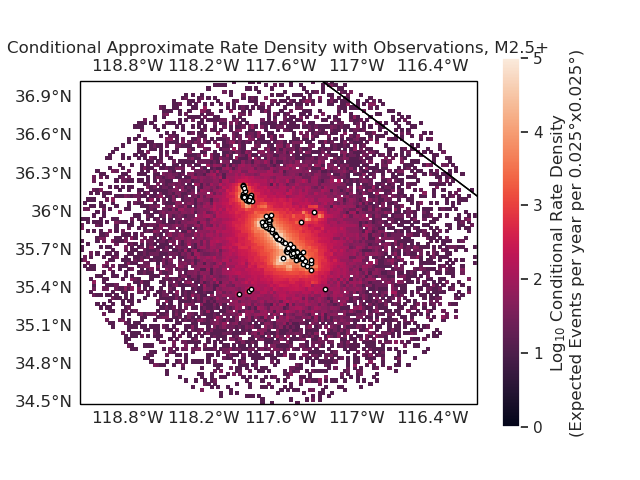 Conditional Approximate Rate Density with Observations, M2.5+
118.8°W 118.2°W 117.6°W 117°W 116.4°W
36.9°N
36.6°N
36.3°N
36°N
35.7°N
35.4°N
35.1°N
34.8°N
34.5°N
118.8°W 118.2°W 117.6°W 117°W 116.4°W
5
4
3
2
1
0
Log₁₀ Conditional Rate Density
(Expected Events per year per 0.025°x0.025°)